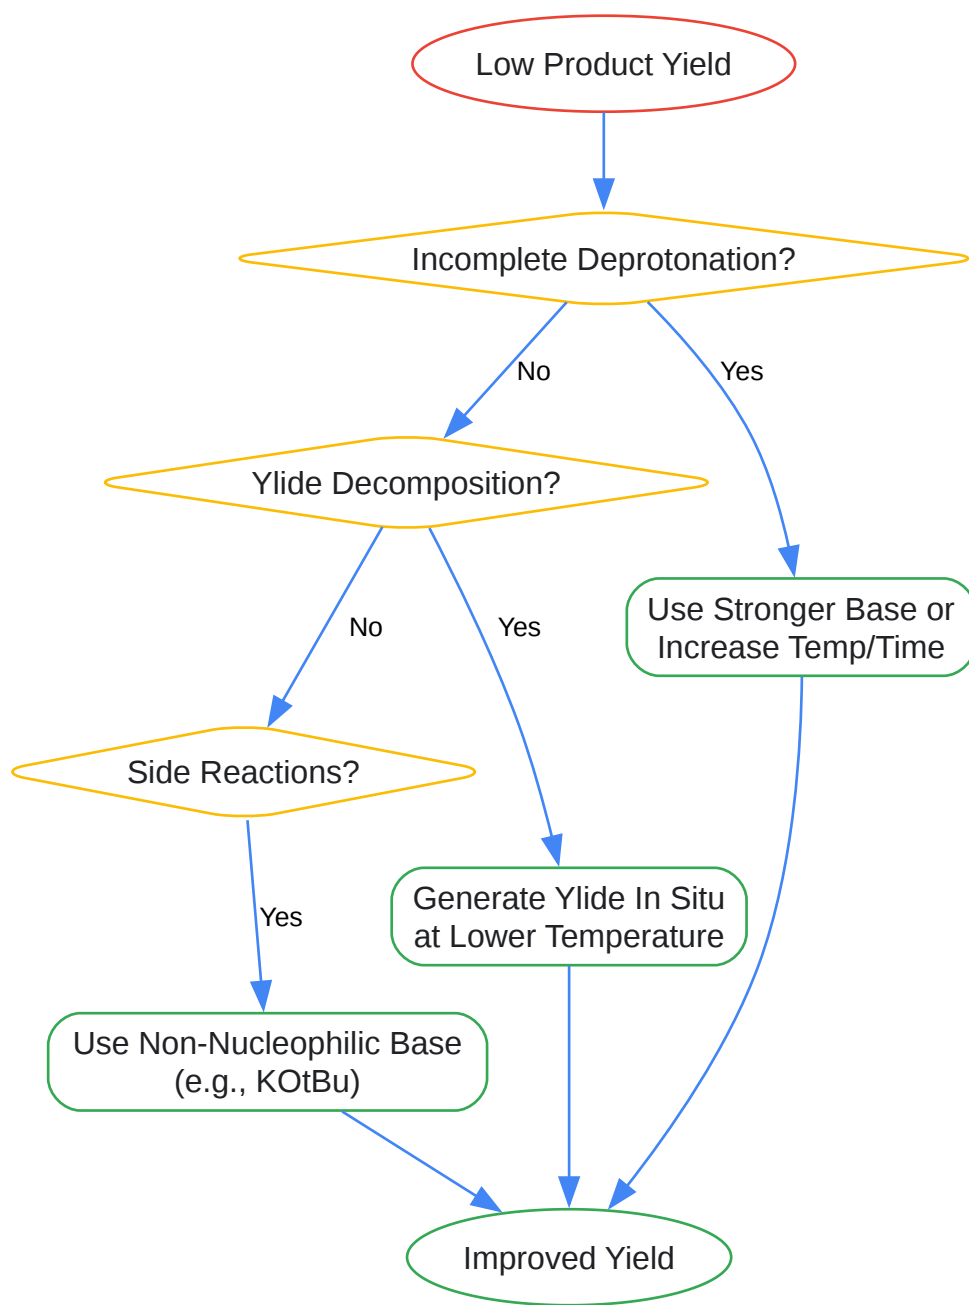 Low Product Yield
Incomplete Deprotonation?
No
Yes
Ylide Decomposition?
No
Yes
Use Stronger Base or
Increase Temp/Time
Side Reactions?
Yes
Generate Ylide In Situ
at Lower Temperature
Use Non-Nucleophilic Base
(e.g., KOtBu)
Improved Yield